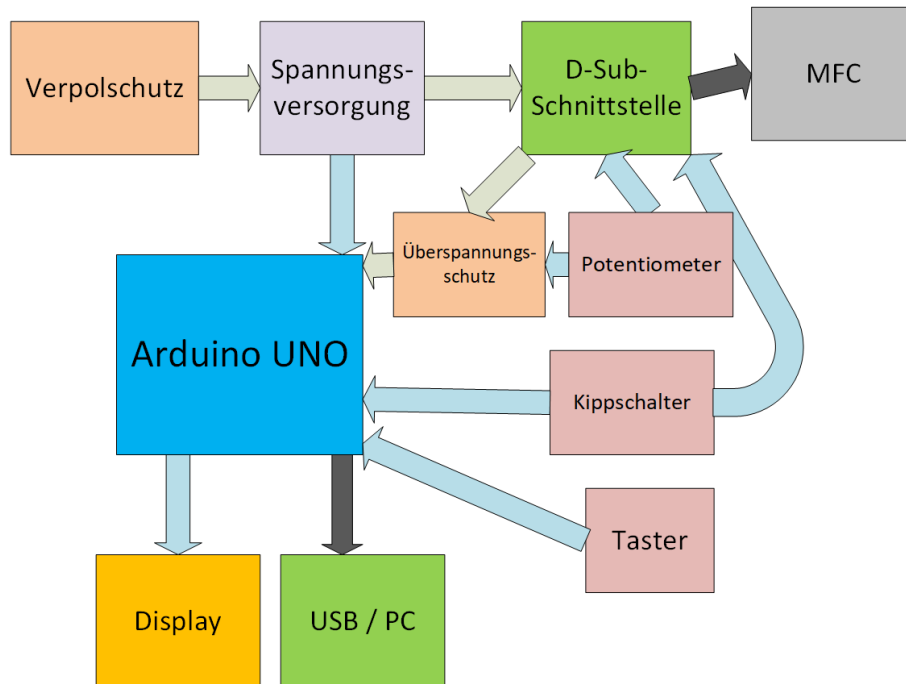 Verpolschutz
Spannungs-
versorgung
D-Sub-
Schnittstelle
MFC
Überspannungs-
schutz
Potentiometer
Arduino UNO
Kippschalter
Taster
Display
USB / PC